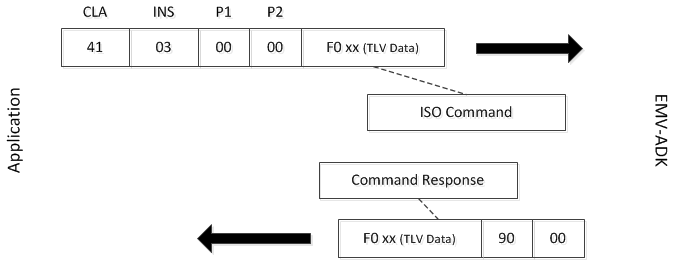 CLA INS P1 P2
41 03 00 00 F0 xx (TLV Data)
ISO Command
Application
EMV-ADK
Command Response
F0 xx (TLV Data) 90 00